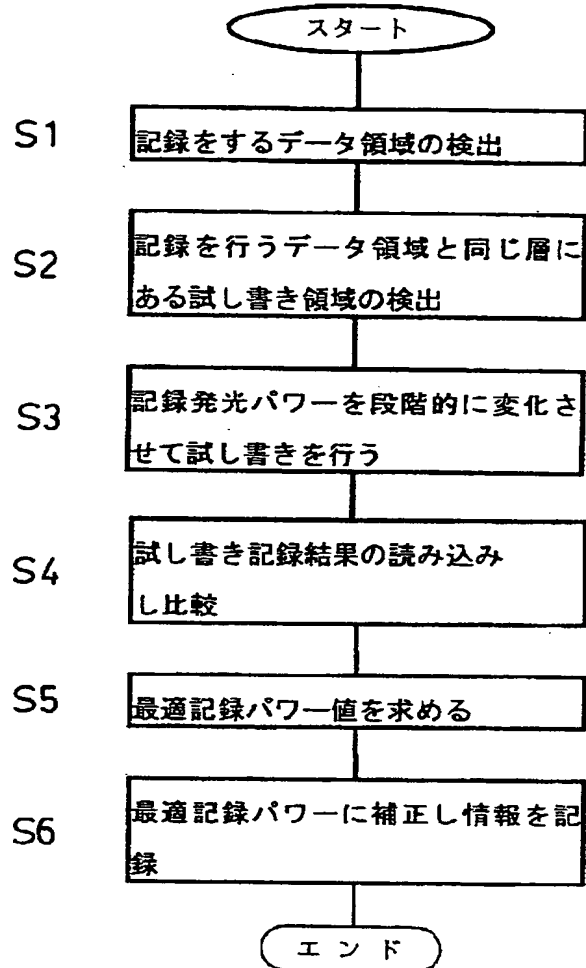 スタート
S1
記録をするデータ領域の検出
S2
記録を行うデータ領域と同じ層に
ある試し書き領域の検出
S3
記録発光パワーを段階的に変化さ
せて試し書きを行う
S4
試し書き記録結果の読み込み
し比較
S5
最適記録パワー値を求める
S6
最適記録パワーに補正し情報を記
録
エンド